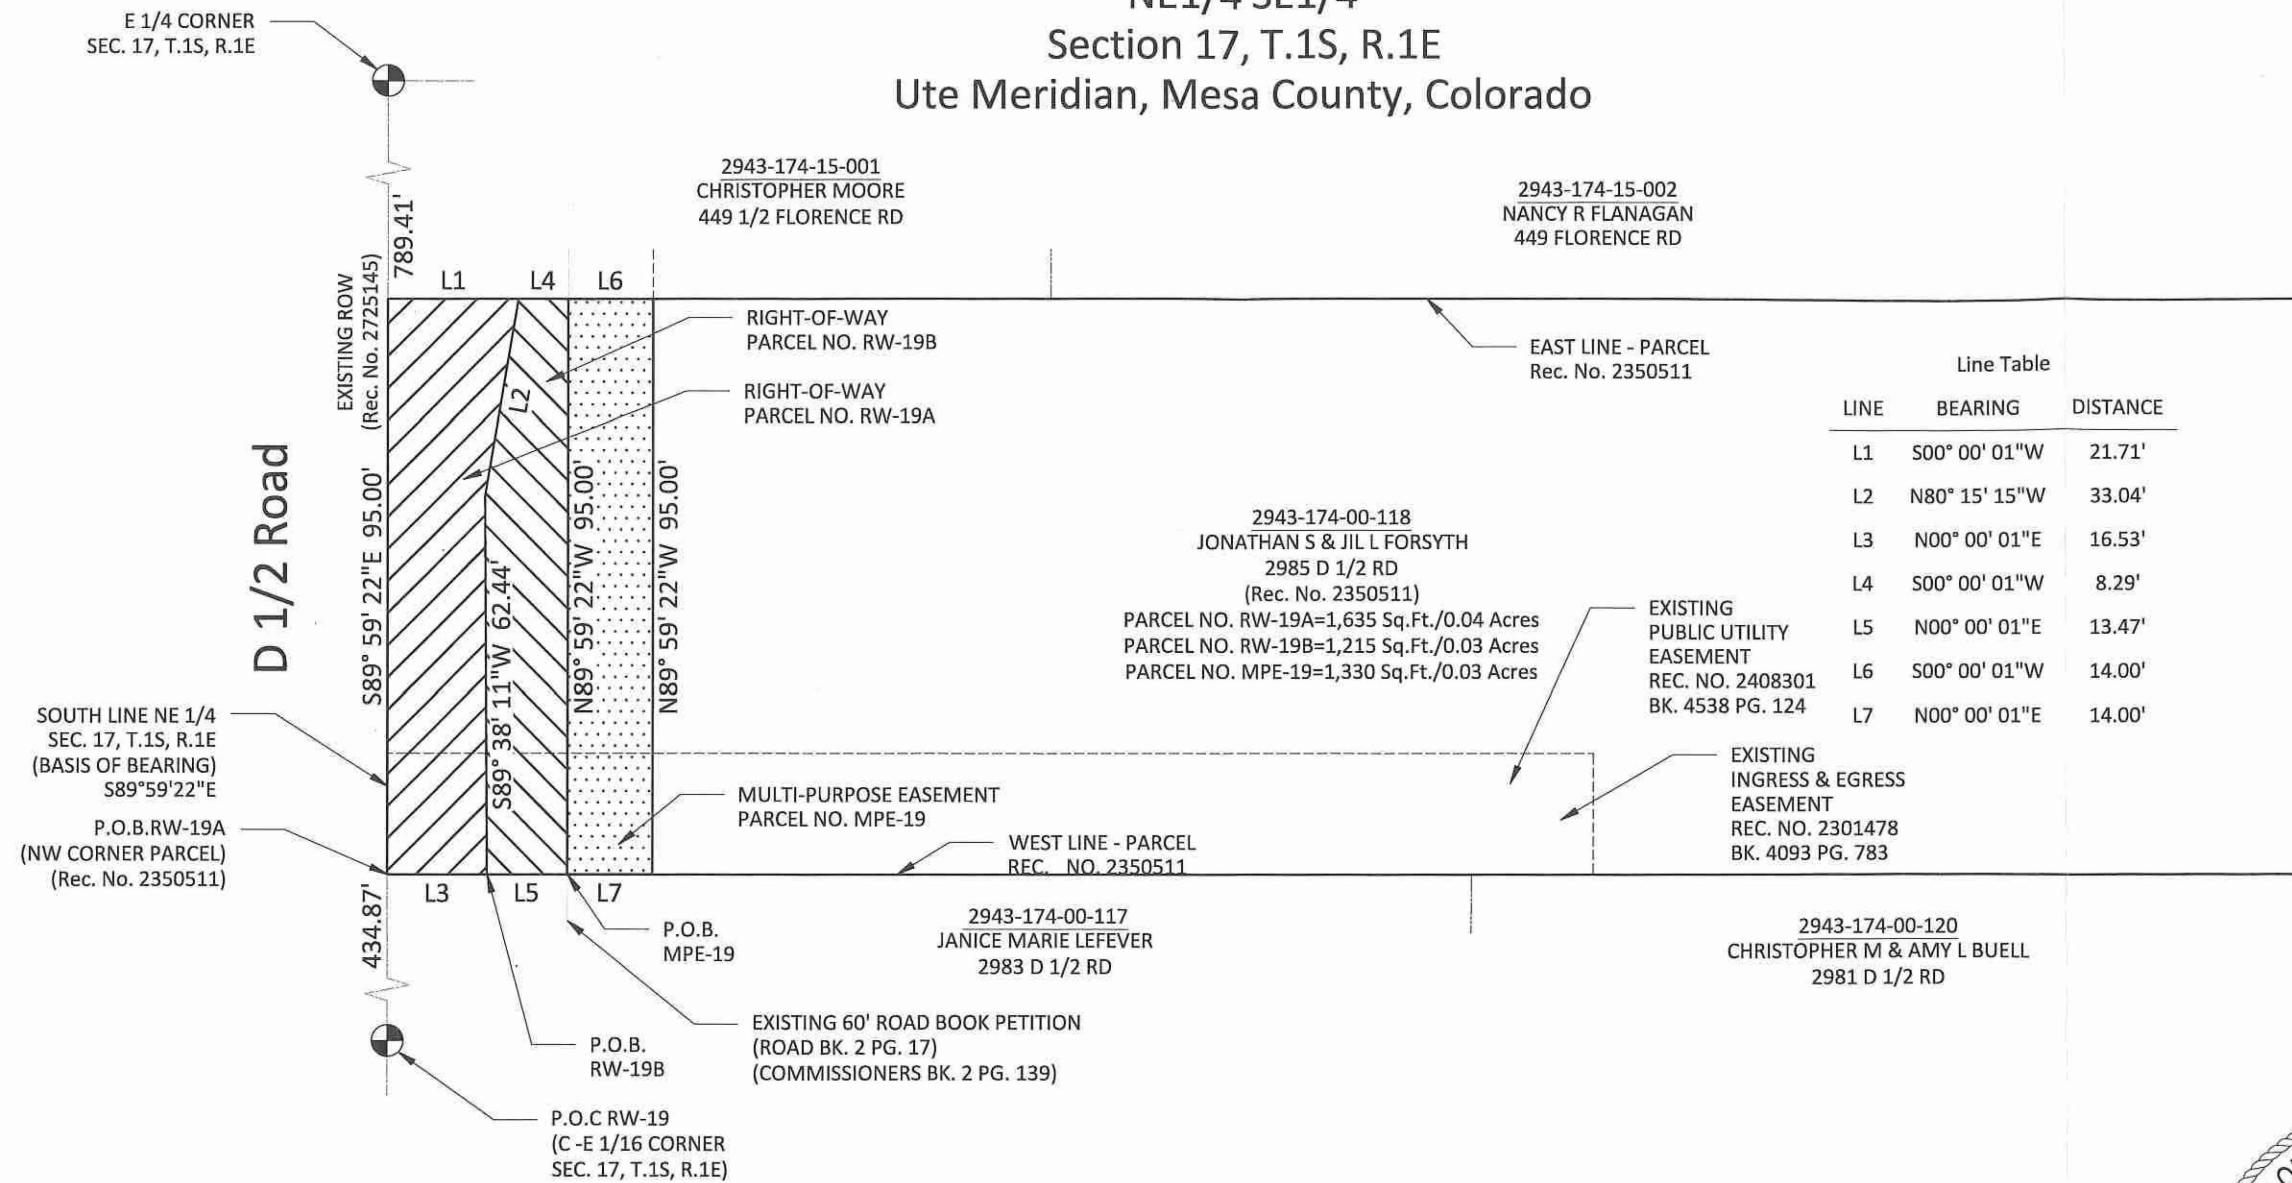 NE1/4 SE1/4
Section 17, T.1S, R.1E
Ute Meridian, Mesa County, Colorado
E 1/4 CORNER
SEC. 17, T.1S, R.1E
2943-174-15-001
CHRISTOPHER MOORE
449 1/2 FLORENCE RD
2943-174-15-002
NANCY R FLANAGAN
449 FLORENCE RD
789.41'
EXISTING ROW
(Rec. No. 2725145)
L1
L4
L6
RIGHT-OF-WAY
PARCEL NO. RW-19B
RIGHT-OF-WAY
PARCEL NO. RW-19A
L2
EAST LINE - PARCEL
Rec. No. 2350511
Line Table
LINE BEARING DISTANCE
L1 S00° 00' 01"W 21.71'
L2 N80° 15' 15"W 33.04'
L3 N00° 00' 01"E 16.53'
L4 S00° 00' 01"W 8.29'
L5 N00° 00' 01"E 13.47'
L6 S00° 00' 01"W 14.00'
L7 N00° 00' 01"E 14.00'
D 1/2 Road
S89° 59' 22"E 95.00'
S89° 38' 11"W 62.44'
N89° 59' 22"W 95.00'
N89° 59' 22"W 95.00'
2943-174-00-118
JONATHAN S & JIL L FORSYTH
2985 D 1/2 RD
(Rec. No. 2350511)
PARCEL NO. RW-19A=1,635 Sq.Ft./0.04 Acres
PARCEL NO. RW-19B=1,215 Sq.Ft./0.03 Acres
PARCEL NO. MPE-19=1,330 Sq.Ft./0.03 Acres
EXISTING
PUBLIC UTILITY
EASEMENT
REC. NO. 2408301
BK. 4538 PG. 124
SOUTH LINE NE 1/4
SEC. 17, T.1S, R.1E
(BASIS OF BEARING)
S89°59'22"E
P.O.B.RW-19A
(NW CORNER PARCEL)
(Rec. No. 2350511)
MULTI-PURPOSE EASEMENT
PARCEL NO. MPE-19
WEST LINE - PARCEL
REC. NO. 2350511
EXISTING
INGRESS & EGRESS
EASEMENT
REC. NO. 2301478
BK. 4093 PG. 783
L3
L5
L7
434.87'
P.O.B.
MPE-19
2943-174-00-117
JANICE MARIE LEFEVER
2983 D 1/2 RD
2943-174-00-120
CHRISTOPHER M & AMY L BUELL
2981 D 1/2 RD
EXISTING 60' ROAD BOOK PETITION
(ROAD BK. 2 PG. 17)
(COMMISSIONERS BK. 2 PG. 139)
P.O.B.
RW-19B
P.O.C RW-19
(C -E 1/16 CORNER
SEC. 17, T.1S, R.1E)